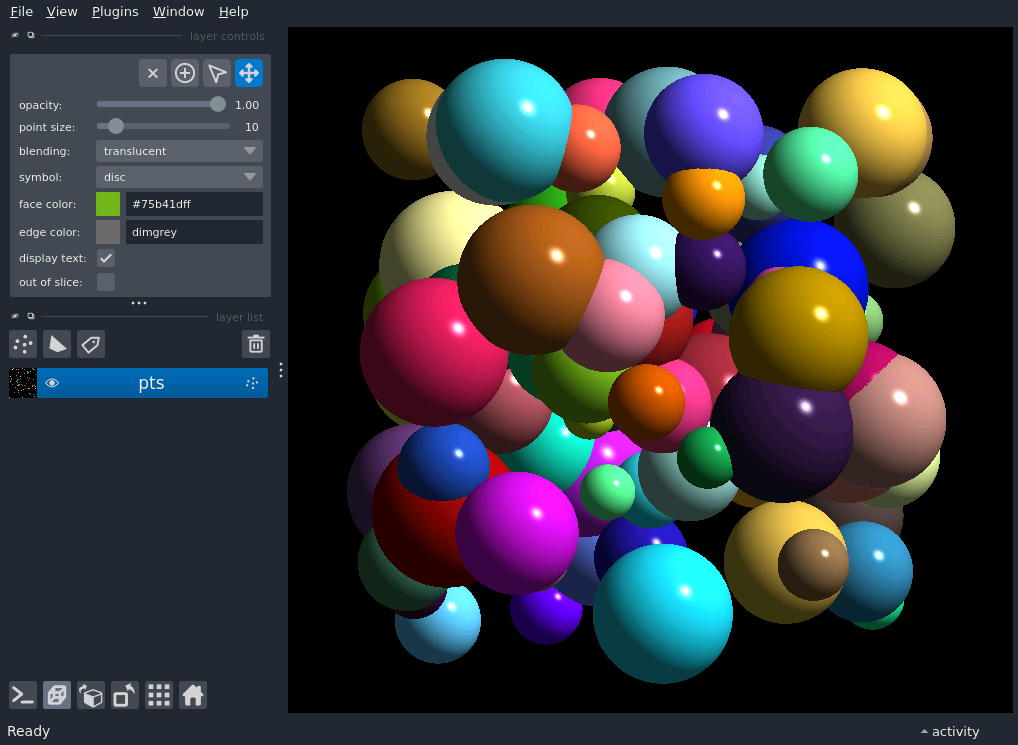 File View Plugins Window Help
layer controls
opacity: 1.00
point size: 10
blending: translucent
symbol: disc
face color: #75b41dff
edge color: dimgrey
display text:
out of slice:
layer list
pts
Ready
activity